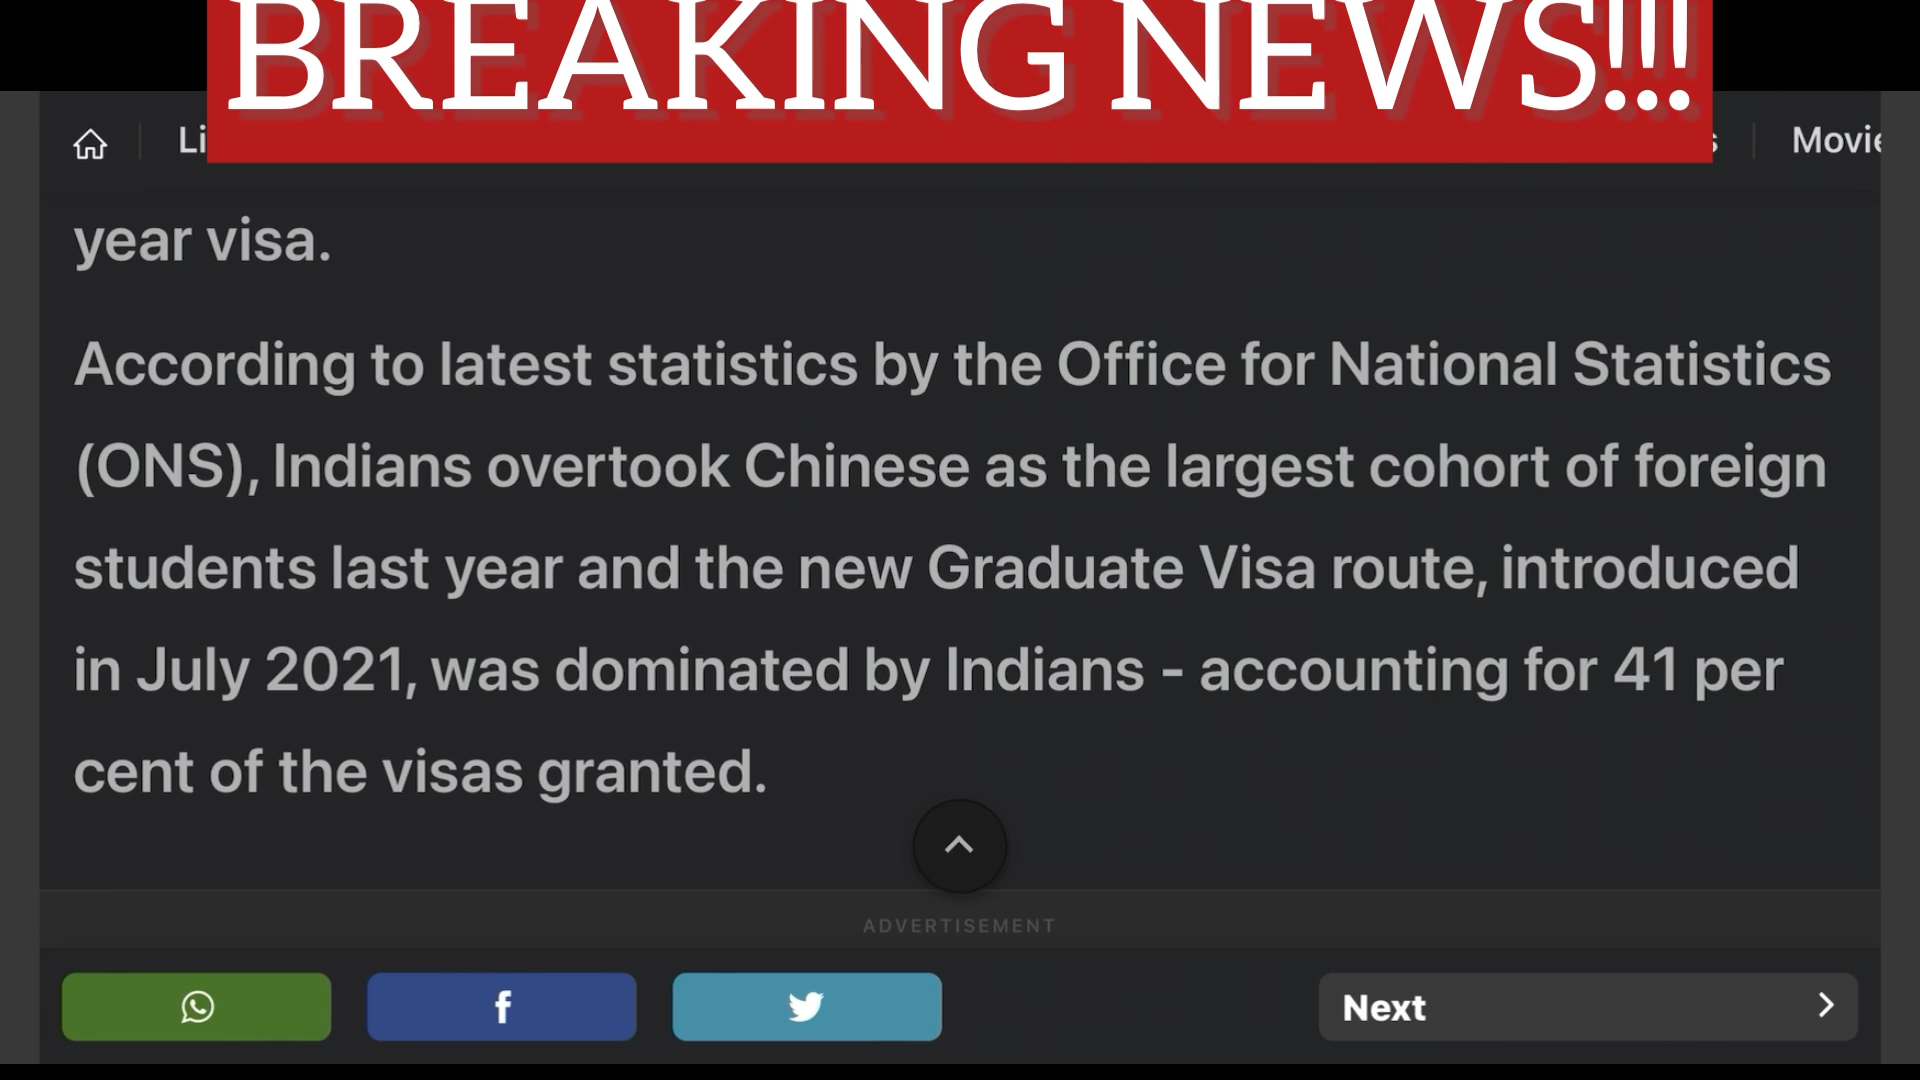 BREAKING NEWS!!!
Li
s
Movie
year visa.
According to latest statistics by the Office for National Statistics
(ONS), Indians overtook Chinese as the largest cohort of foreign
students last year and the new Graduate Visa route, introduced
in July 2021, was dominated by Indians - accounting for 41 per
cent of the visas granted.
ADVERTISEMENT
Next